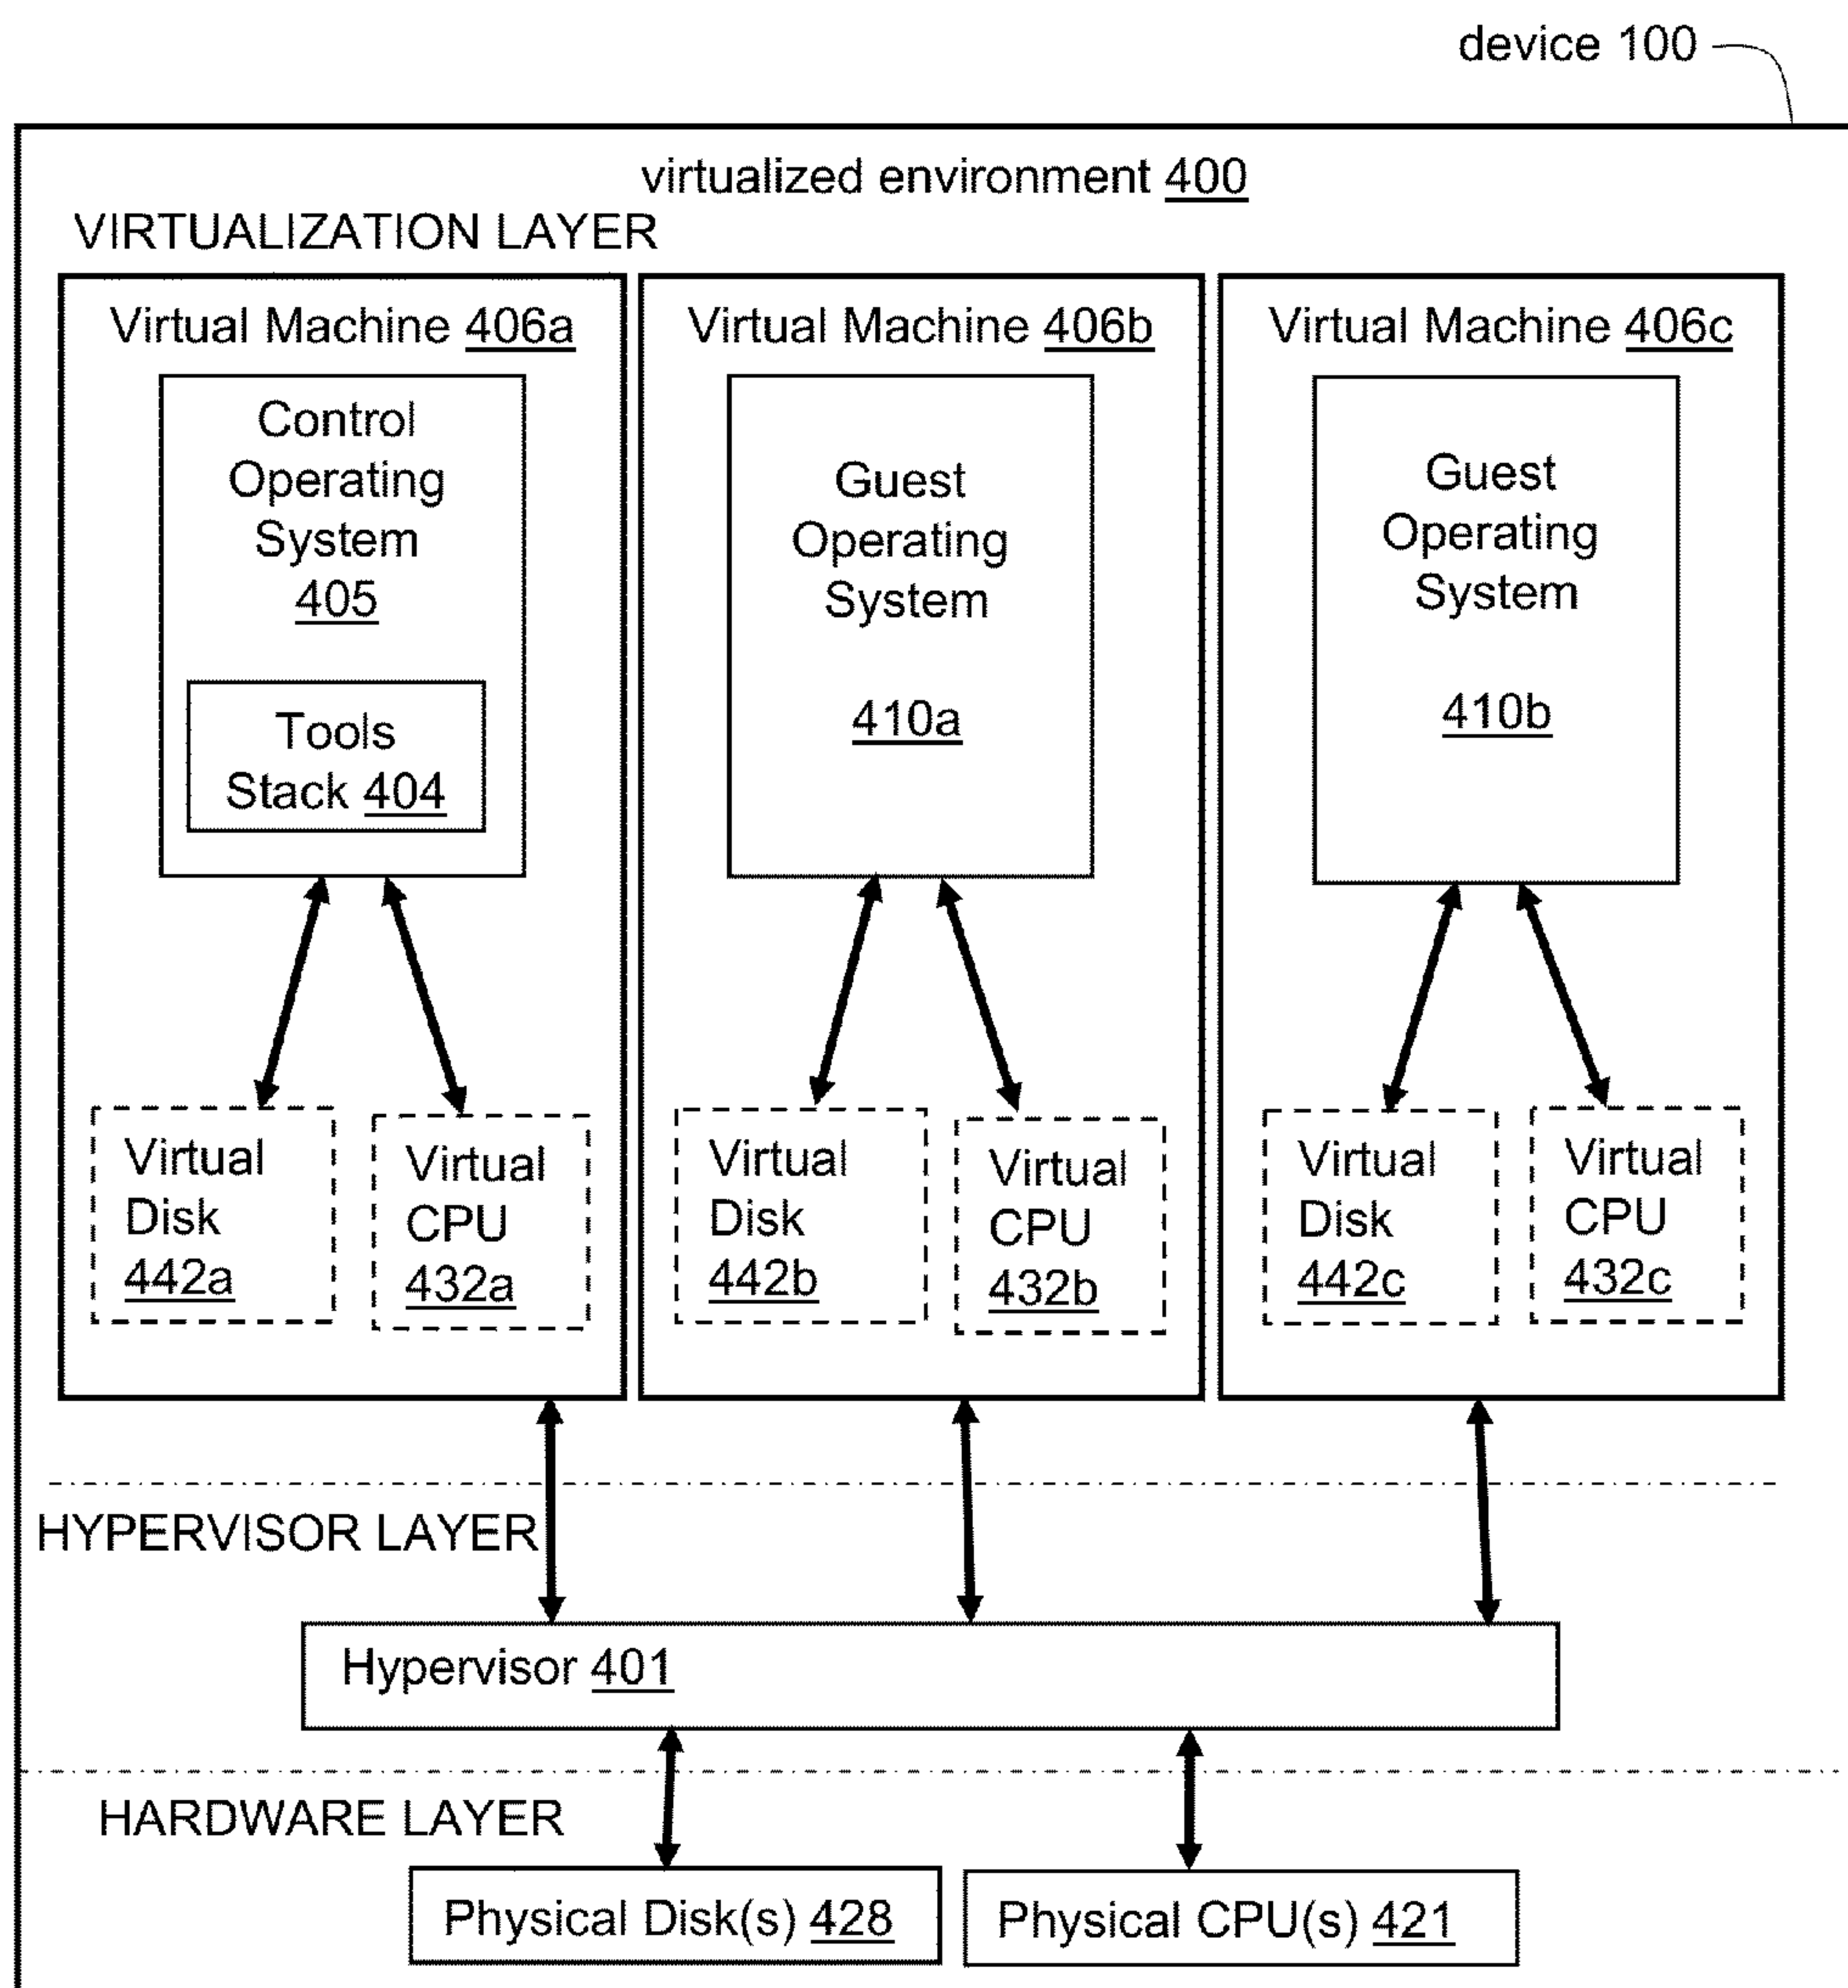 device 100
virtualized environment 400
VIRTUALIZATION LAYER
Virtual Machine 406a
Control
Operating
System
405
Tools
Stack 404
Virtual
Disk
442a
Virtual
CPU
432a
Virtual Machine 406b
Guest
Operating
System
410a
Virtual
Disk
442b
Virtual
CPU
432b
Virtual Machine 406c
Guest
Operating
System
410b
Virtual
Disk
442c
Virtual
CPU
432c
HYPERVISOR LAYER
Hypervisor 401
HARDWARE LAYER
Physical Disk(s) 428
Physical CPU(s) 421